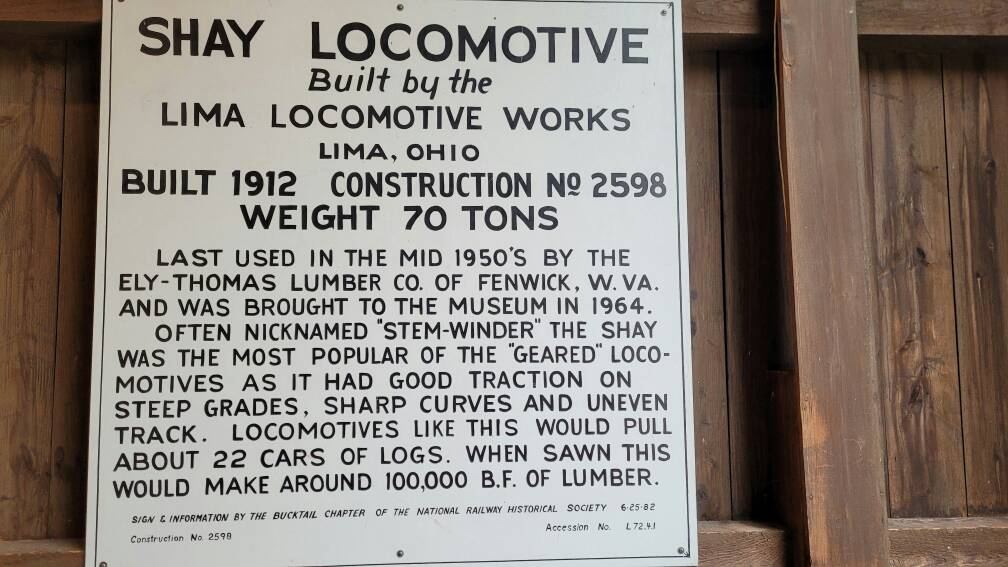 SHAY LOCOMOTIVE
Built by the
LIMA LOCOMOTIVE WORKS
LIMA, OHIO
BUILT 1912 CONSTRUCTION Nº 2598
WEIGHT 70 TONS
LAST USED IN THE MID 1950'S BY THE
ELY-THOMAS LUMBER CO. OF FENWICK, W. VA.
AND WAS BROUGHT TO THE MUSEUM IN 1964.
OFTEN NICKNAMED "STEM-WINDER" THE SHAY
WAS THE MOST POPULAR OF THE "GEARED" LOCO-
MOTIVES AS IT HAD GOOD TRACTION ON
STEEP GRADES, SHARP CURVES AND UNEVEN
TRACK. LOCOMOTIVES LIKE THIS WOULD PULL
ABOUT 22 CARS OF LOGS. WHEN SAWN THIS
WOULD MAKE AROUND 100,000 B.F. OF LUMBER.
SIGN & INFORMATION BY THE BUCKTAIL CHAPTER OF THE NATIONAL RAILWAY HISTORICAL SOCIETY 6-25-82
Construction No. 2598 Accession No. L72.4.1